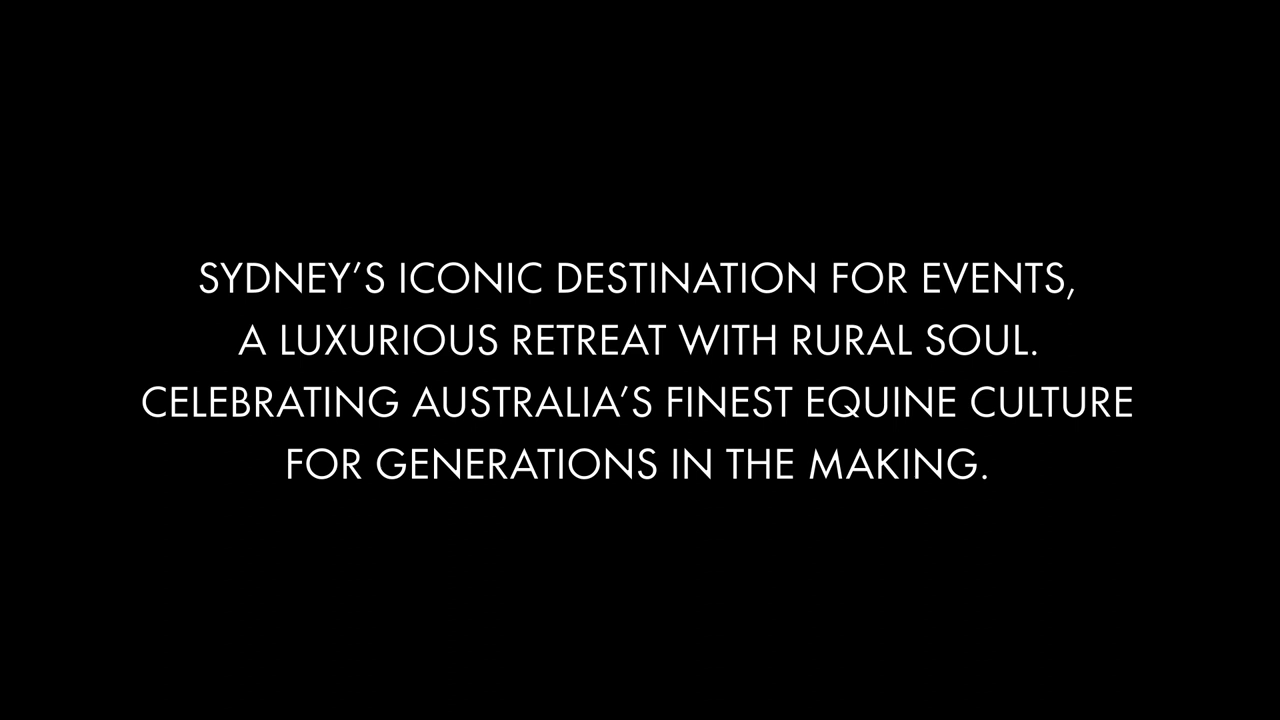 SYDNEY’S ICONIC DESTINATION FOR EVENTS,
A LUXURIOUS RETREAT WITH RURAL SOUL.
CELEBRATING AUSTRALIA’S FINEST EQUINE CULTURE
FOR GENERATIONS IN THE MAKING.